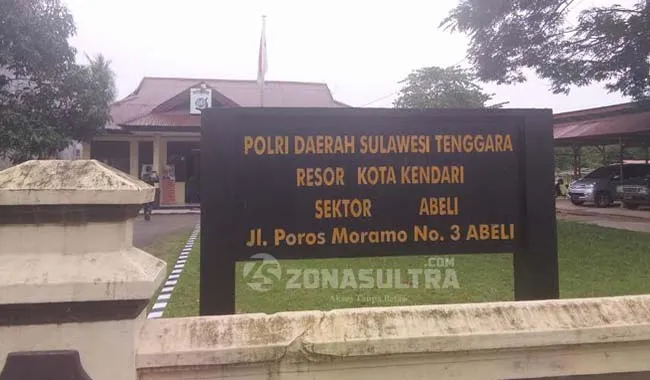 POLRI DAERAH SULAWESI TENGGARA
RESOR KOTA KENDARI
SEKTOR ABELI
Jl. Poros Moramo No. 3 ABELI
ZONASULTRA.COM